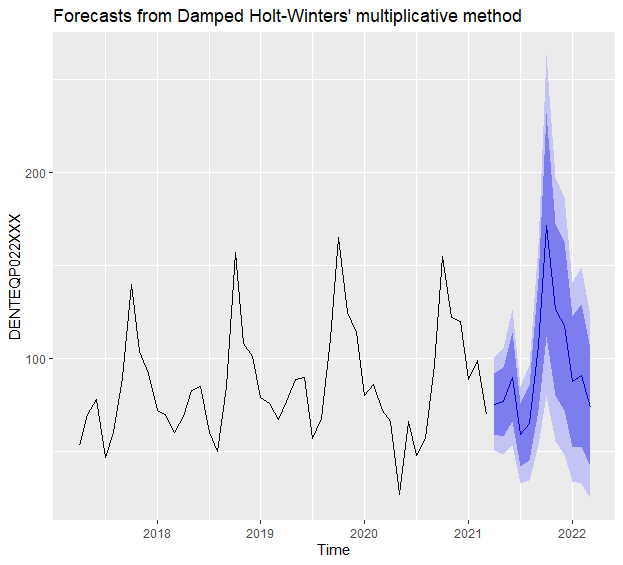 Forecasts from Damped Holt-Winters' multiplicative method
DENTEQP022XXX
200
100
2018 2019 2020 2021 2022
Time